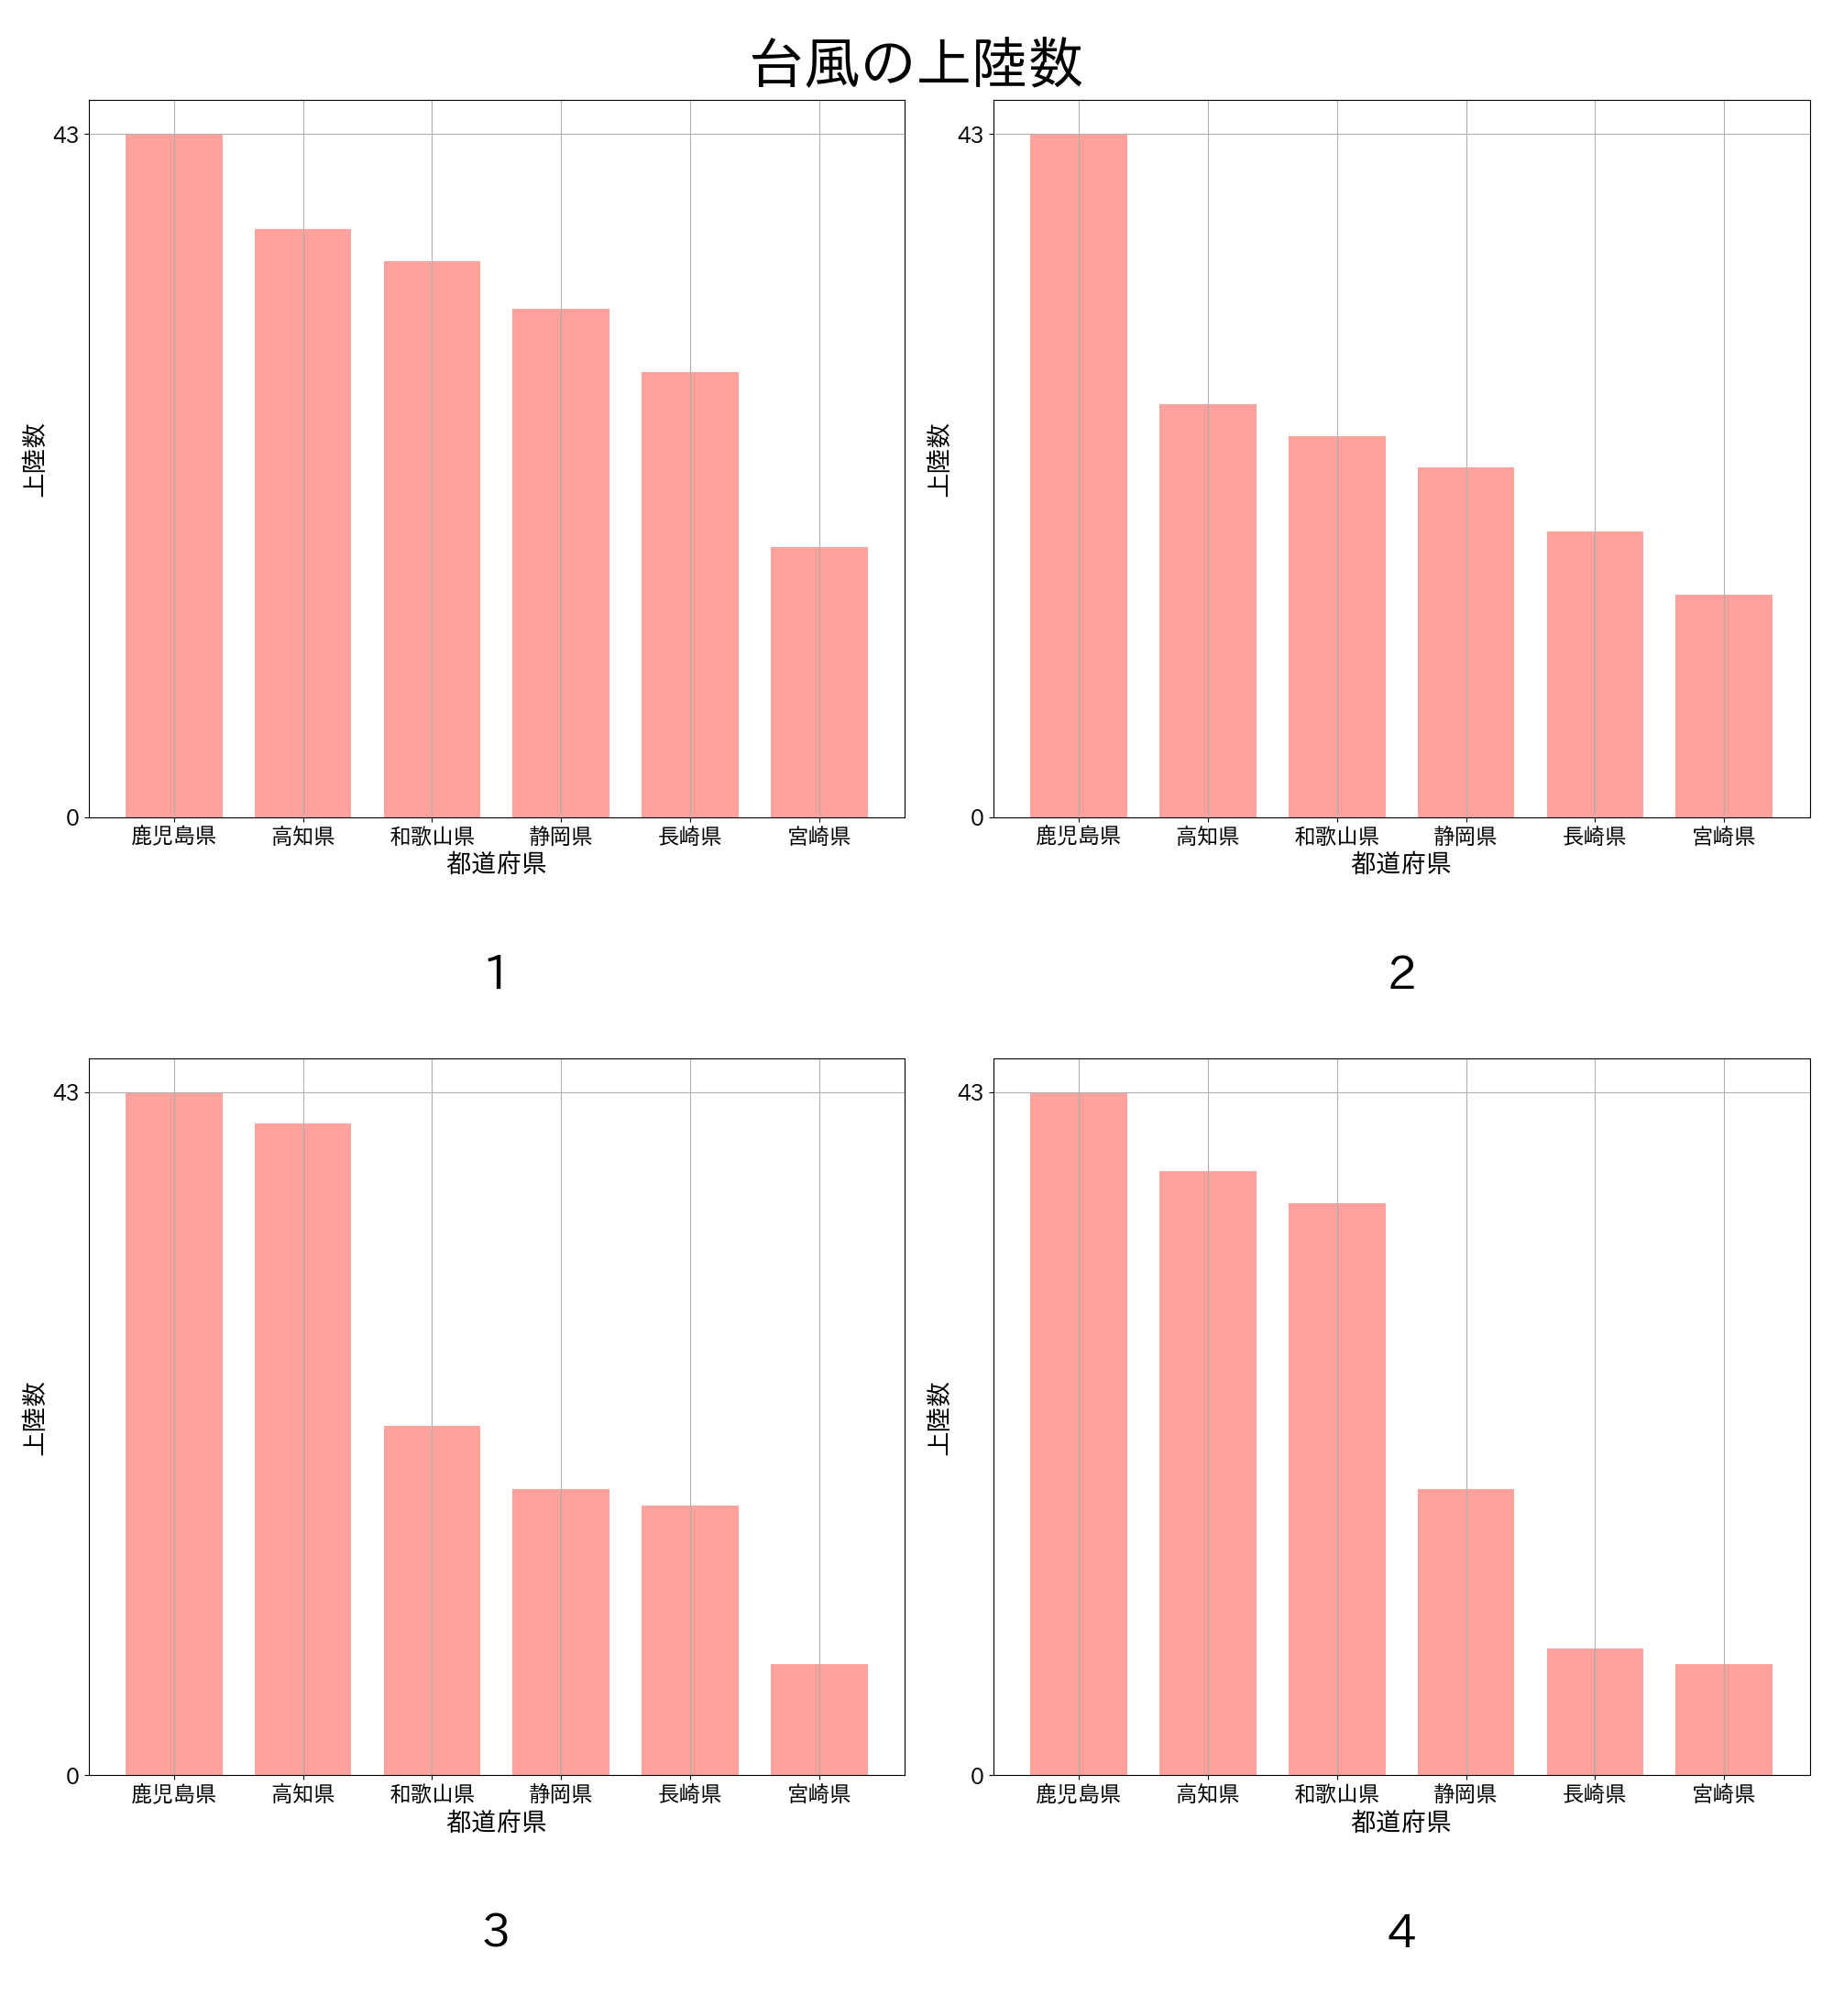 台風の上陸数
43
上陸数
0
鹿児島県 高知県 和歌山県 静岡県 長崎県 宮崎県
都道府県
1
43
上陸数
0
鹿児島県 高知県 和歌山県 静岡県 長崎県 宮崎県
都道府県
2
43
上陸数
0
鹿児島県 高知県 和歌山県 静岡県 長崎県 宮崎県
都道府県
3
43
上陸数
0
鹿児島県 高知県 和歌山県 静岡県 長崎県 宮崎県
都道府県
4